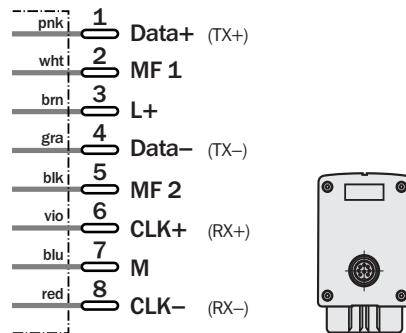 pnk 1 Data+ (TX+)
wht 2 MF 1
brn 3 L+
gra 4 Data– (TX–)
blk 5 MF 2
vio 6 CLK+ (RX+)
blu 7 M
red 8 CLK– (RX–)